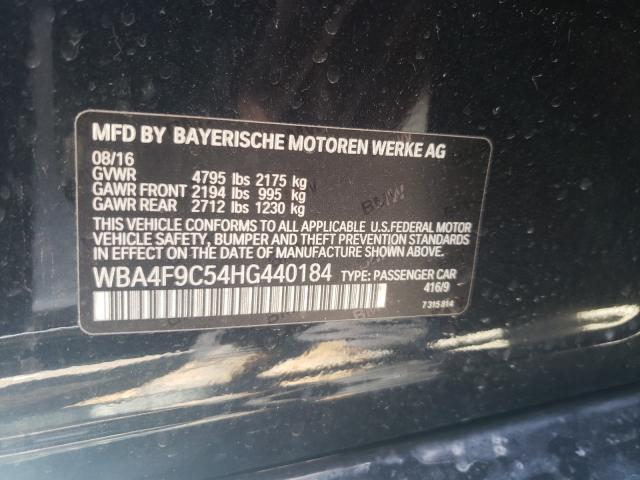 MFD BY BAYERISCHE MOTOREN WERKE AG
08/16
GVWR 4795 lbs 2175 kg
GAWR FRONT 2194 lbs 995 kg
GAWR REAR 2712 lbs 1230 kg
THIS VEHICLE CONFORMS TO ALL APPLICABLE U.S.FEDERAL MOTOR
VEHICLE SAFETY, BUMPER AND THEFT PREVENTION STANDARDS
IN EFFECT ON THE DATE OF MANUFACTURE SHOWN ABOVE.
WBA4F9C54HG440184 TYPE: PASSENGER CAR
416/9
7315814
BMW
BMW